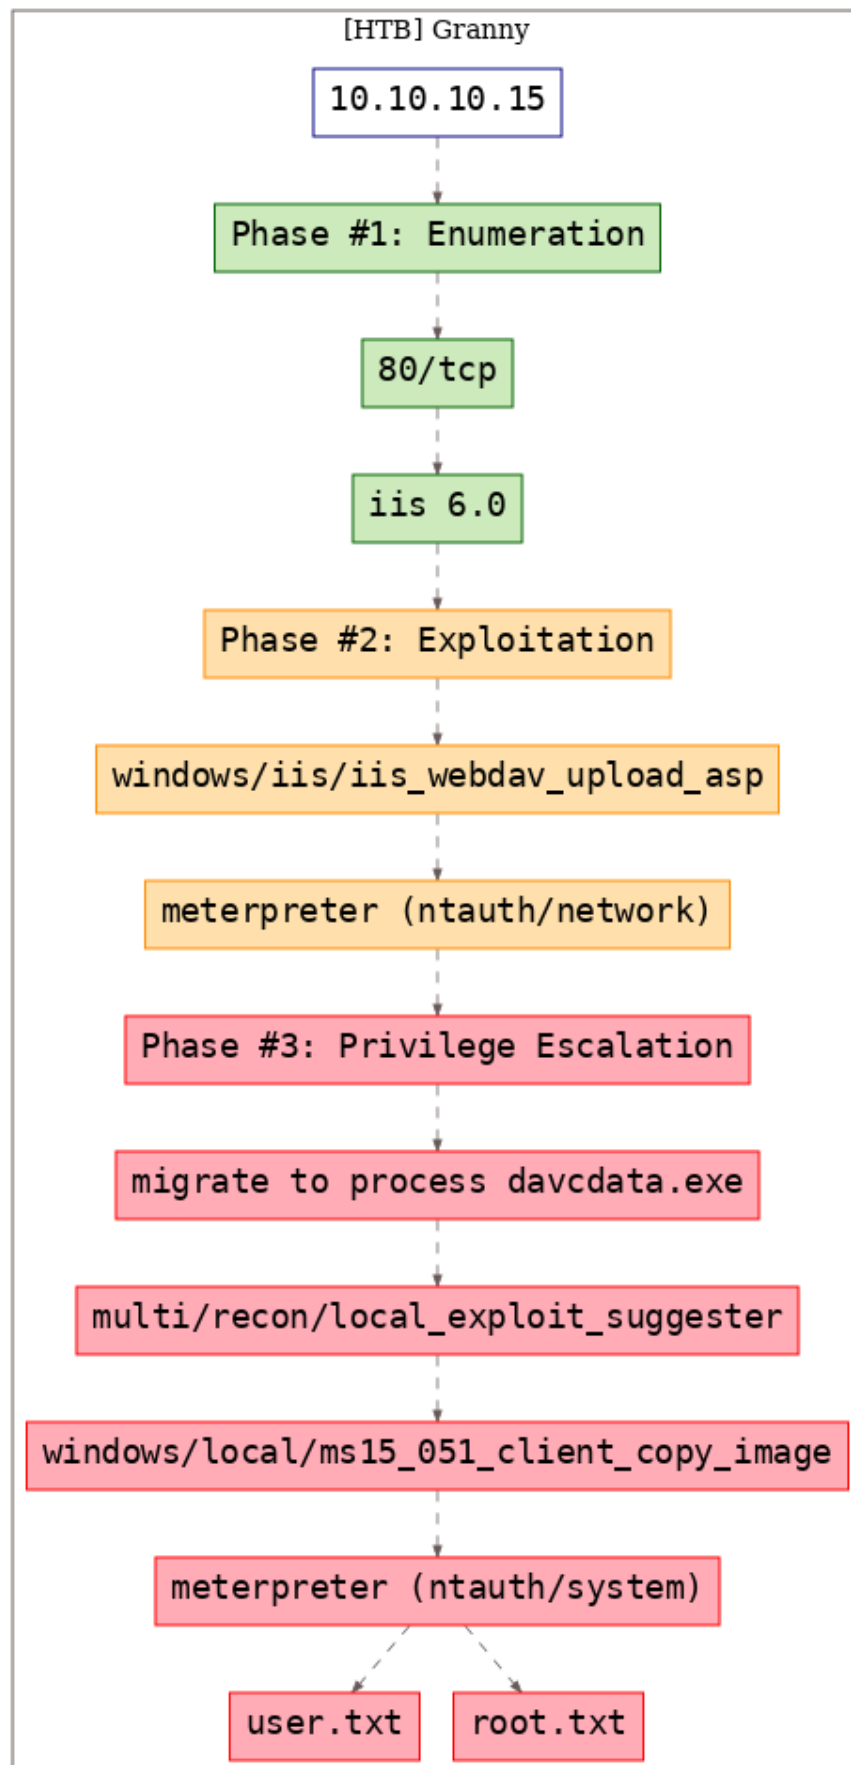 [HTB] Granny
10.10.10.15
Phase #1: Enumeration
80/tcp
iis 6.0
Phase #2: Exploitation
windows/iis/iis_webdav_upload_asp
meterpreter (ntauth/network)
Phase #3: Privilege Escalation
migrate to process davcdata.exe
multi/recon/local_exploit_suggester
windows/local/ms15_051_client_copy_image
meterpreter (ntauth/system)
user.txt
root.txt